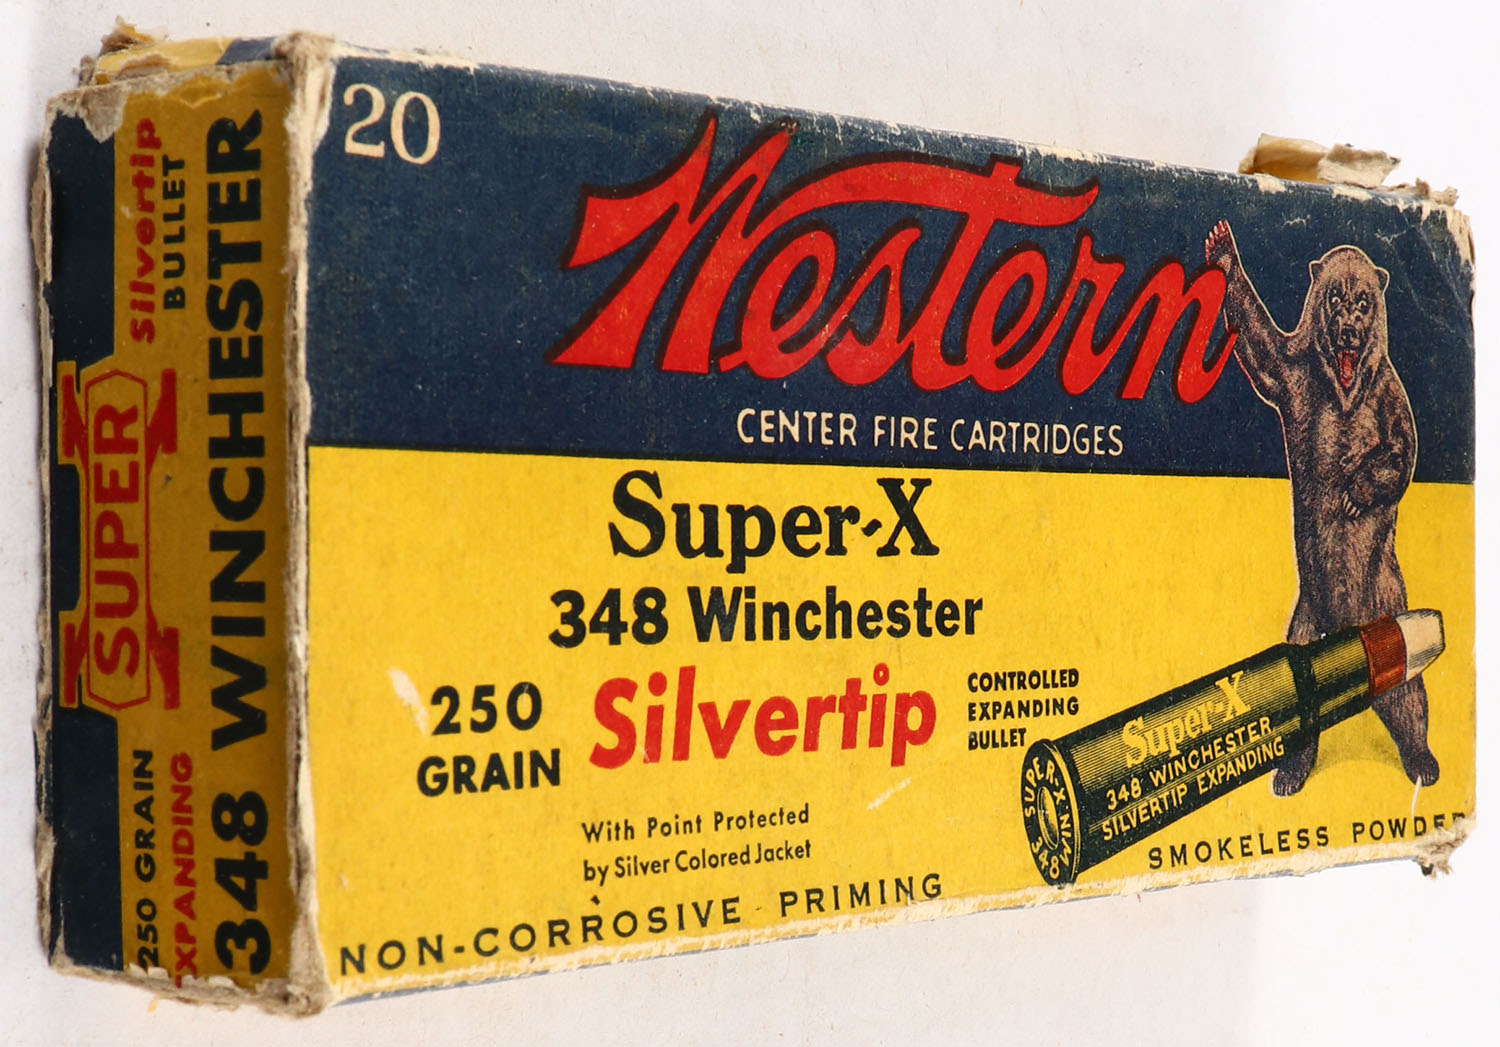 20
Western
CENTER FIRE CARTRIDGES
Super-X
348 Winchester
250
GRAIN
Silvertip
CONTROLLED
EXPANDING
BULLET
With Point Protected
by Silver Colored Jacket
NON-CORROSIVE PRIMING
SMOKELESS POWDER
Super-X
348 WINCHESTER
SILVERTIP EXPANDING
SUPER-X·WIN
348
Silvertip
BULLET
SUPER
X
250 GRAIN
EXPANDING
348 WINCHESTER